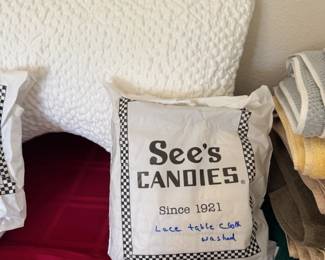 See's
CANDIES®
Since 1921
Lace table cloth
washed